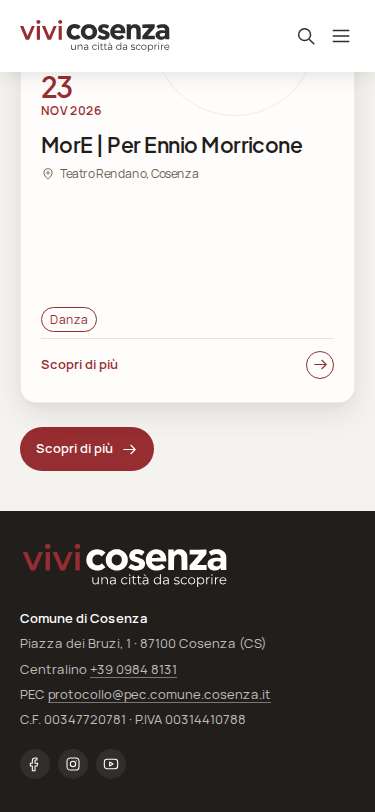 vivicosenza
una città da scoprire
23
NOV 2026
MorE | Per Ennio Morricone
Teatro Rendano, Cosenza
Danza
Scopri di più
Scopri di più
vivicosenza
una città da scoprire
Comune di Cosenza
Piazza dei Bruzi, 1 · 87100 Cosenza (CS)
Centralino +39 0984 8131
PEC protocollo@pec.comune.cosenza.it
C.F. 00347720781 · P.IVA 00314410788